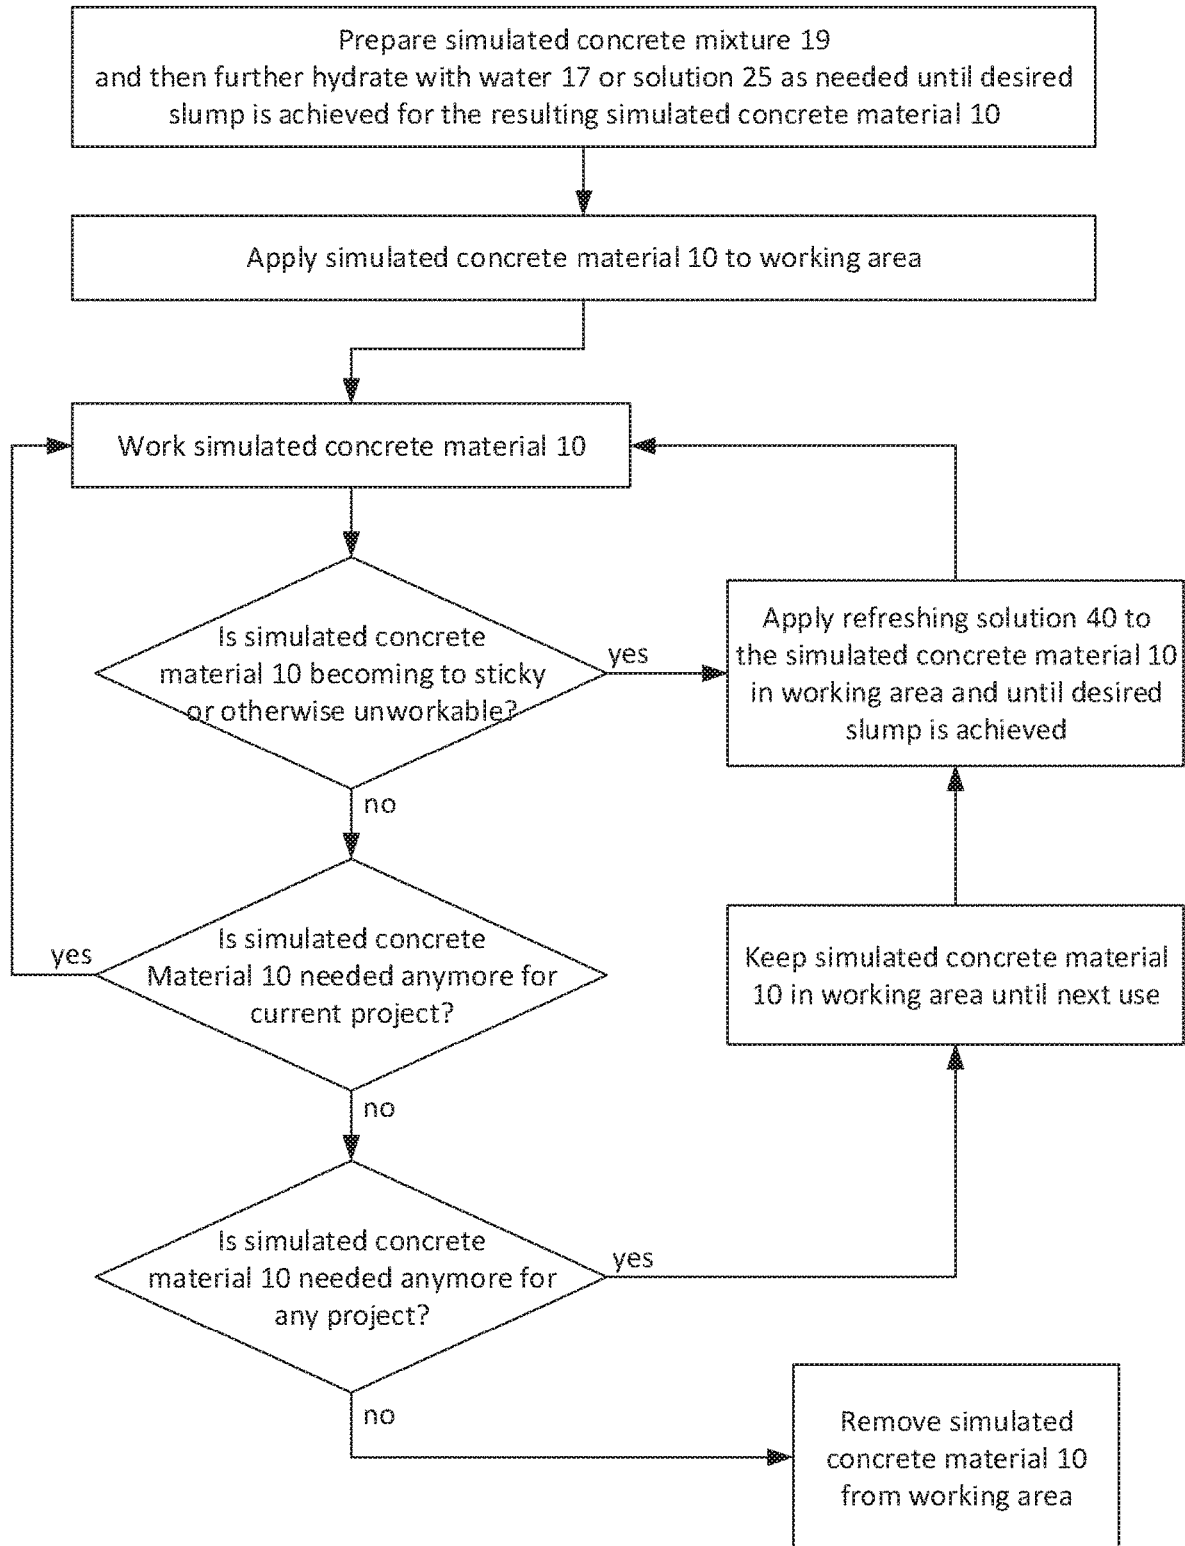 Prepare simulated concrete mixture 19
and then further hydrate with water 17 or solution 25 as needed until desired
slump is achieved for the resulting simulated concrete material 10
Apply simulated concrete material 10 to working area
Work simulated concrete material 10
Is simulated concrete
material 10 becoming to sticky
or otherwise unworkable?
yes
Apply refreshing solution 40 to
the simulated concrete material 10
in working area and until desired
slump is achieved
no
Is simulated concrete
Material 10 needed anymore for
current project?
yes
Keep simulated concrete material
10 in working area until next use
no
Is simulated concrete
material 10 needed anymore for
any project?
yes
no
Remove simulated
concrete material 10
from working area